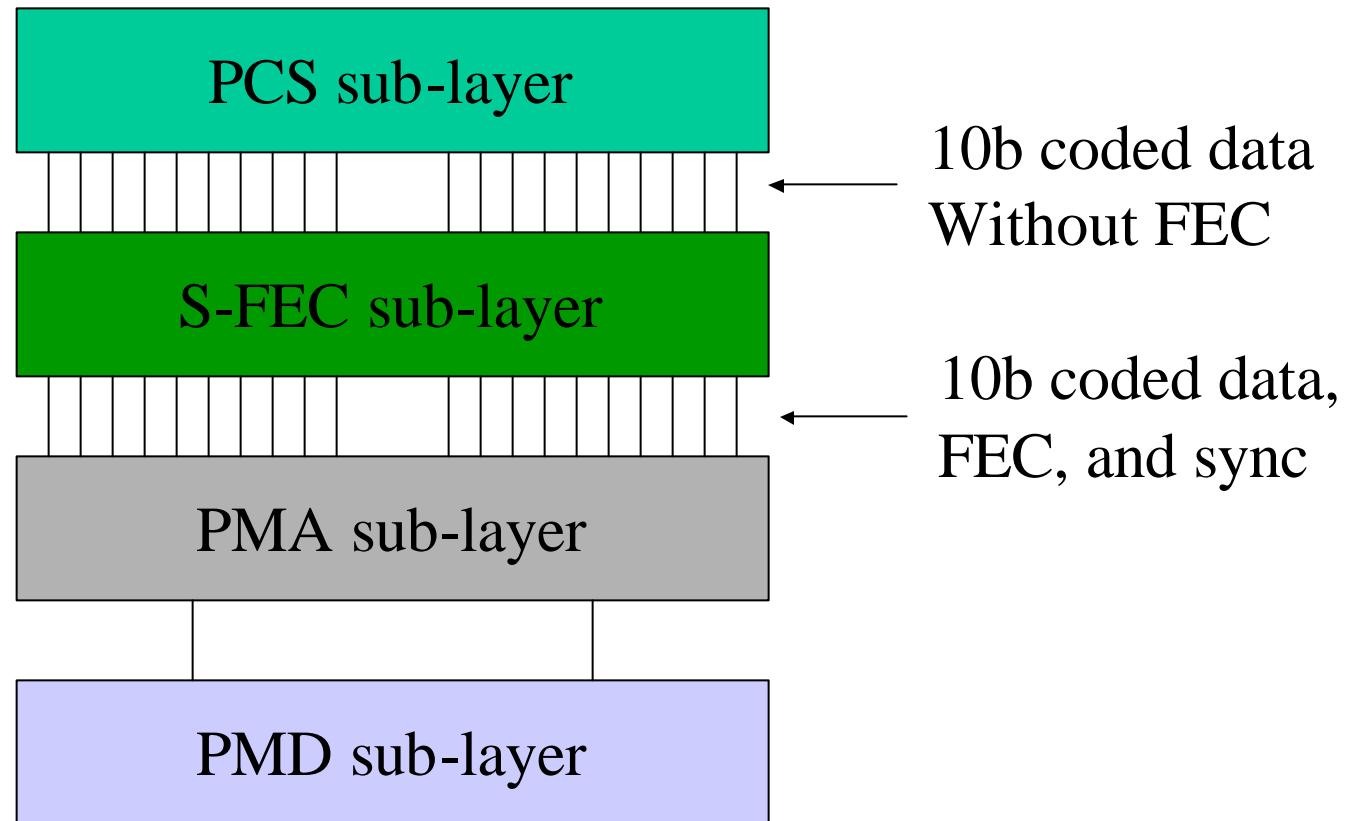 PCS sub-layer
10b coded data
Without FEC
S-FEC sub-layer
10b coded data,
FEC, and sync
PMA sub-layer
PMD sub-layer